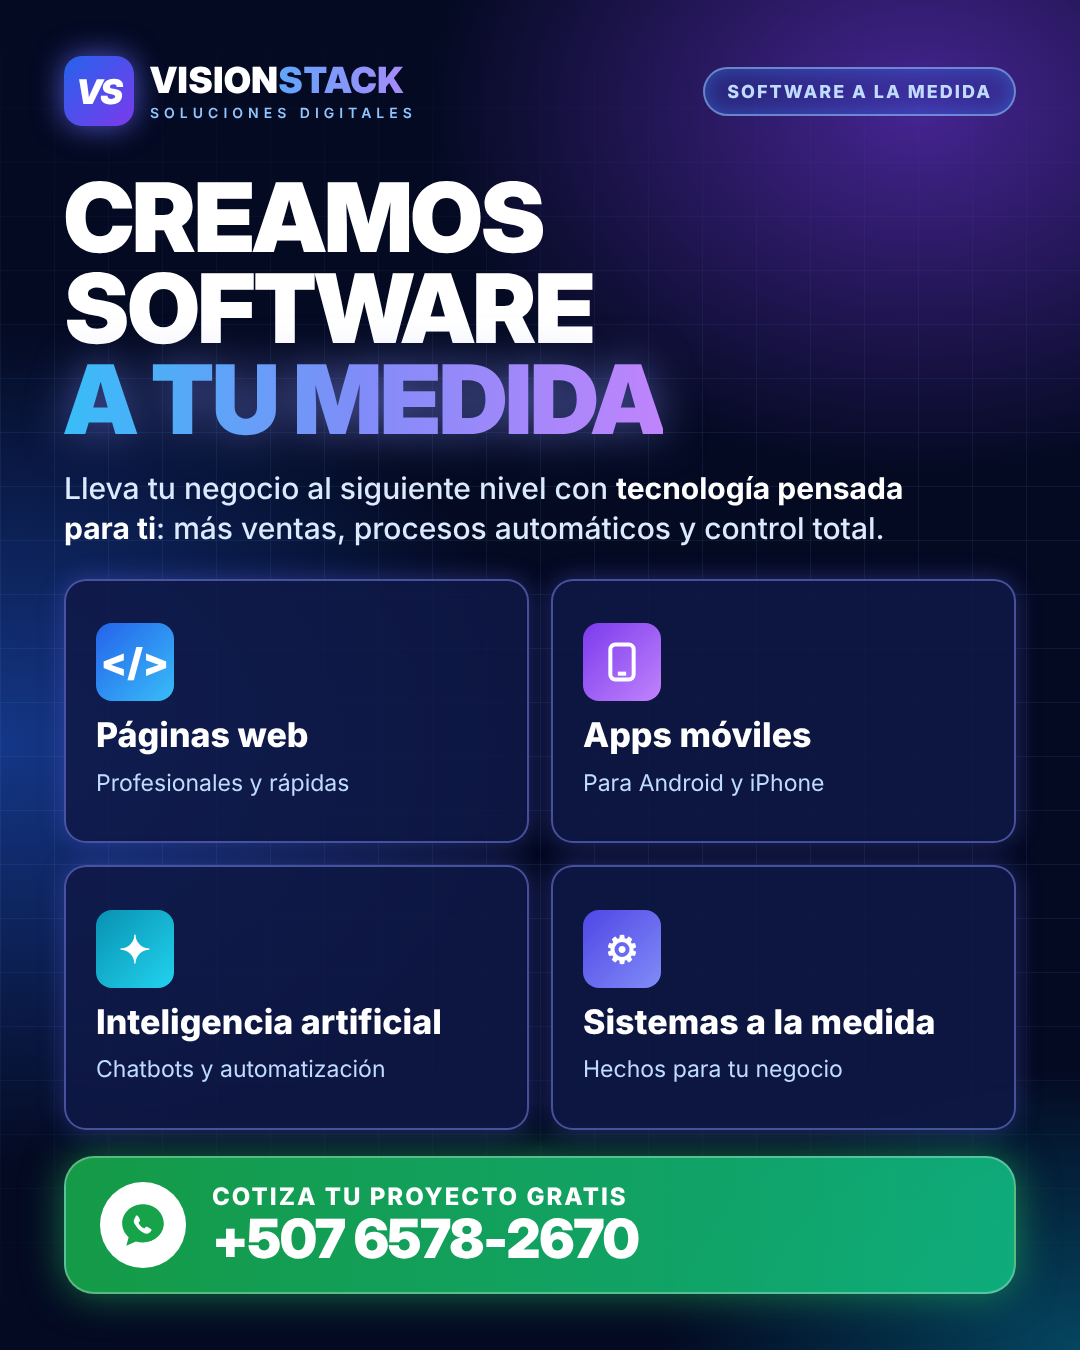 VS
VISIONSTACK
SOLUCIONES DIGITALES
SOFTWARE A LA MEDIDA
CREAMOS
SOFTWARE
A TU MEDIDA
Lleva tu negocio al siguiente nivel con tecnología pensada
para ti: más ventas, procesos automáticos y control total.
</>
Páginas web
Profesionales y rápidas
Apps móviles
Para Android y iPhone
Inteligencia artificial
Chatbots y automatización
Sistemas a la medida
Hechos para tu negocio
COTIZA TU PROYECTO GRATIS
+507 6578-2670